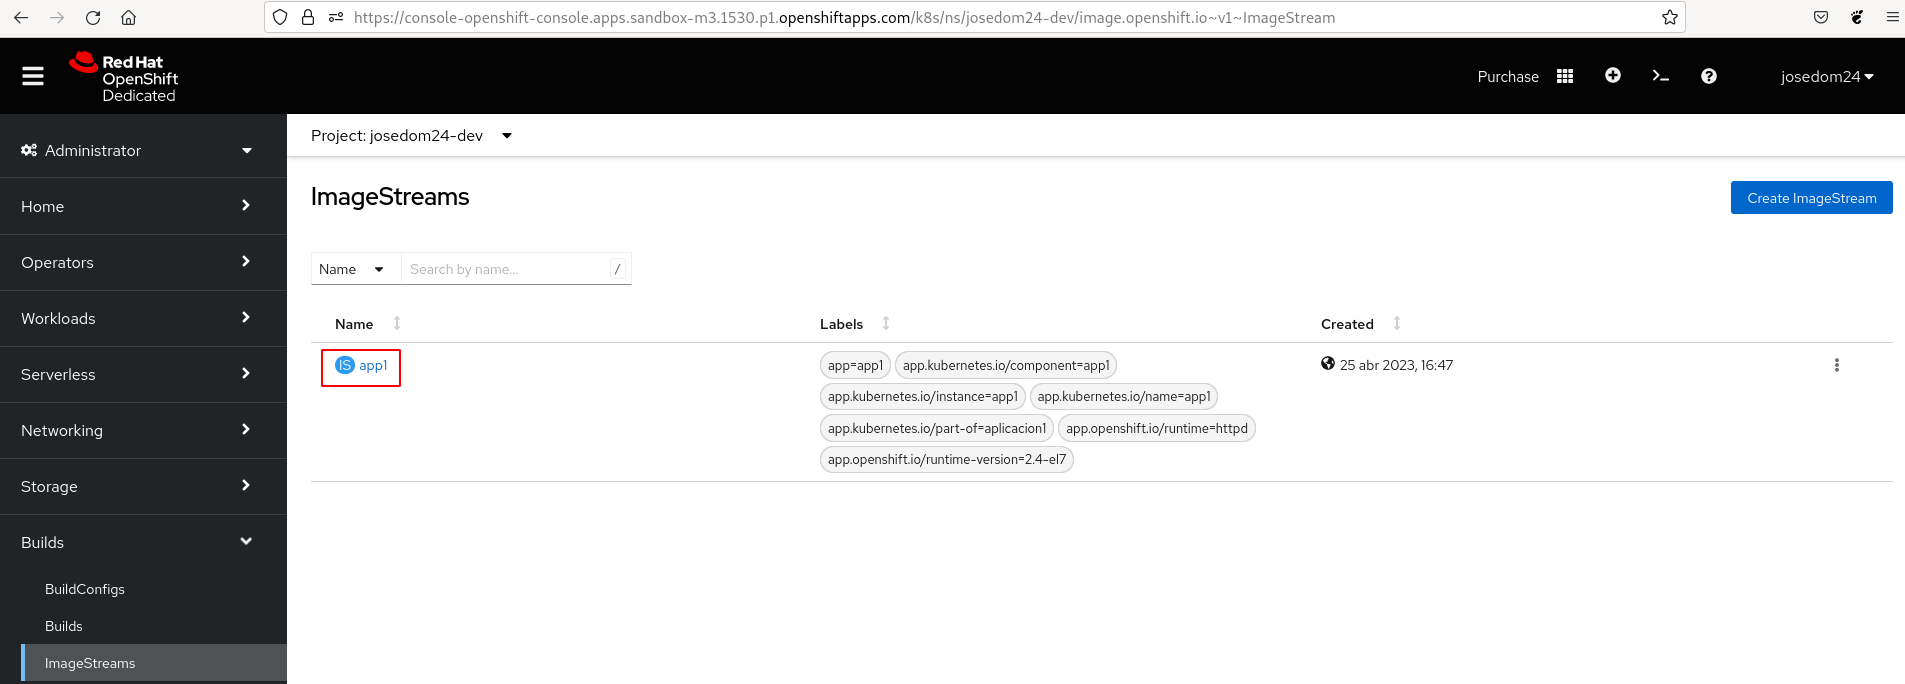 https://console-openshift-console.apps.sandbox-m3.1530.p1.openshiftapps.com/k8s/ns/josedom24-dev/image.openshift.io~v1~ImageStream
Red Hat
OpenShift
Dedicated
Purchase
josedom24
Administrator
Home
Operators
Workloads
Serverless
Networking
Storage
Builds
BuildConfigs
Builds
ImageStreams
Project: josedom24-dev
ImageStreams
Create ImageStream
Name Search by name... /
Name Labels Created
IS app1
app=app1 app.kubernetes.io/component=app1
app.kubernetes.io/instance=app1 app.kubernetes.io/name=app1
app.kubernetes.io/part-of=aplicacion1 app.openshift.io/runtime=httpd
app.openshift.io/runtime-version=2.4-el7
25 abr 2023, 16:47